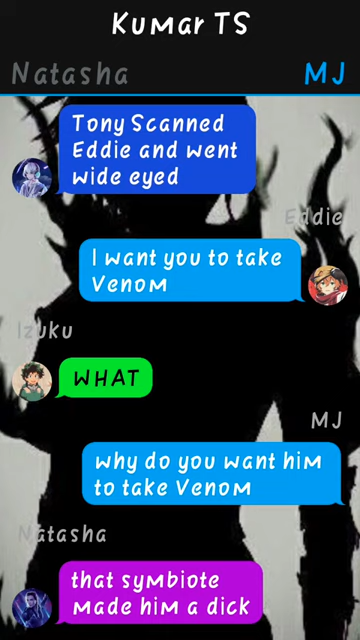 Kumar TS
Natasha
MJ
Tony Scanned
Eddie and went
wide eyed
Eddie
I want you to take
Venom
Izuku
WHAT
MJ
why do you want him
to take Venom
Natasha
that symbiote
made him a dick